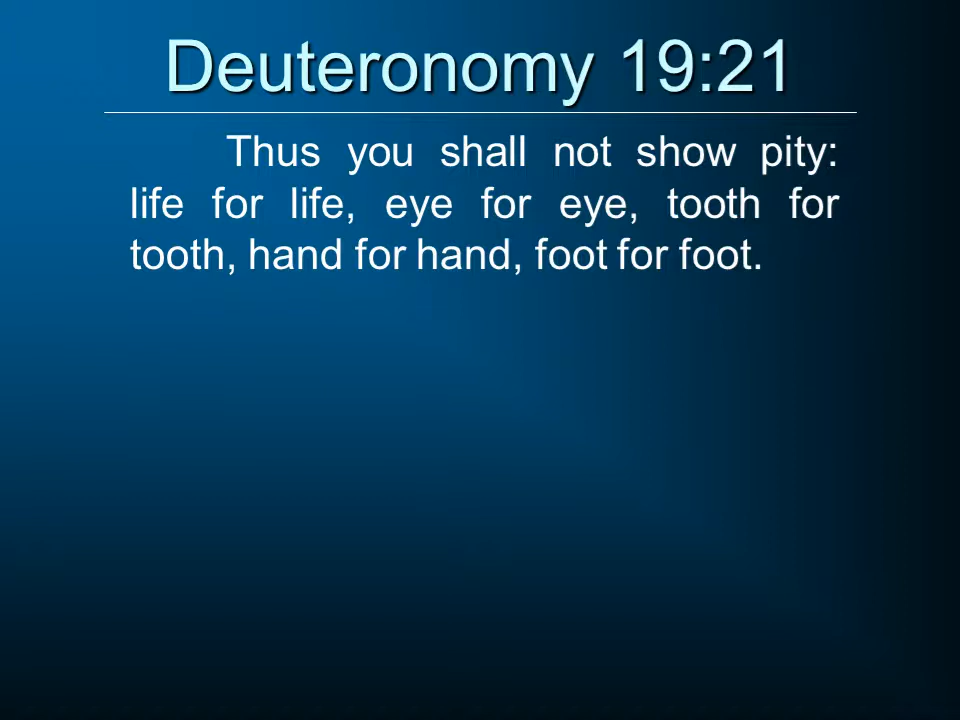 Deuteronomy 19:21
Thus you shall not show pity:
life for life, eye for eye, tooth for
tooth, hand for hand, foot for foot.